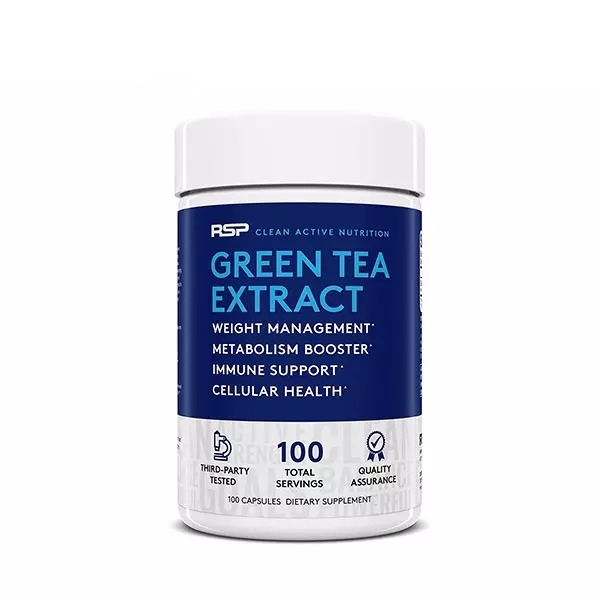 RSP CLEAN ACTIVE NUTRITION
GREEN TEA
EXTRACT
WEIGHT MANAGEMENT*
METABOLISM BOOSTER*
IMMUNE SUPPORT*
CELLULAR HEALTH^
THIRD-PARTY
TESTED
100
TOTAL
SERVINGS
QUALITY
ASSURANCE
100 CAPSULES DIETARY SUPPLEMENT